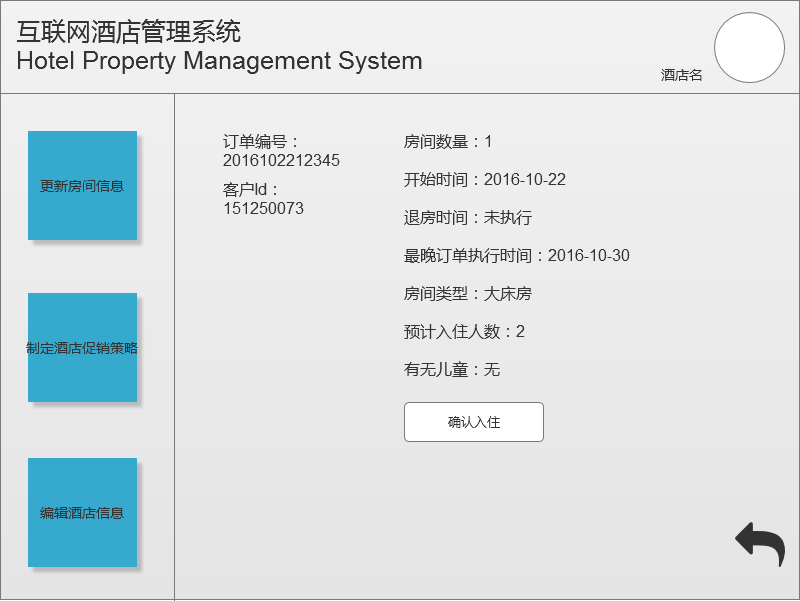 互联网酒店管理系统
Hotel Property Management System
酒店名
更新房间信息
制定酒店促销策略
编辑酒店信息
订单编号：
2016102212345
客户Id：
151250073
房间数量：1
开始时间：2016-10-22
退房时间：未执行
最晚订单执行时间：2016-10-30
房间类型：大床房
预计入住人数：2
有无儿童：无
确认入住